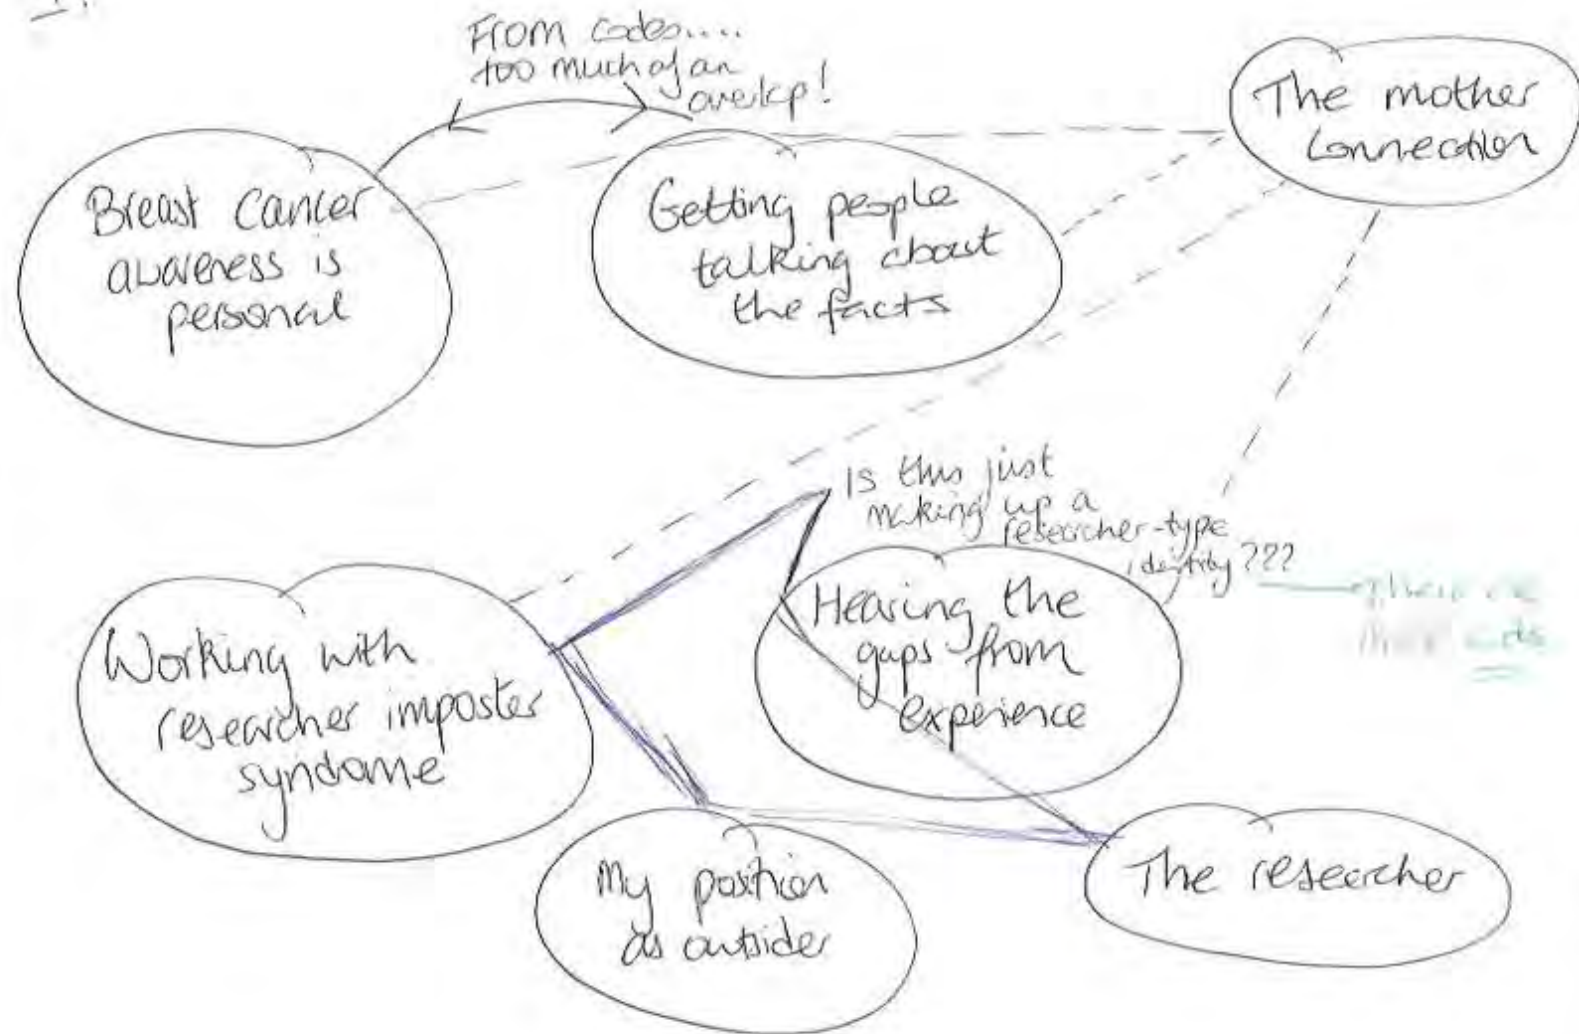 From codes....
too much of an
overlap!
The mother
connection
Breast Cancer
awareness is
personal
Getting people
talking about
the facts
Is this just
making up a
researcher-type
identity???
Working with
researcher imposter
syndrome
Hearing the
gaps from
experience
My position
as outsider
The researcher